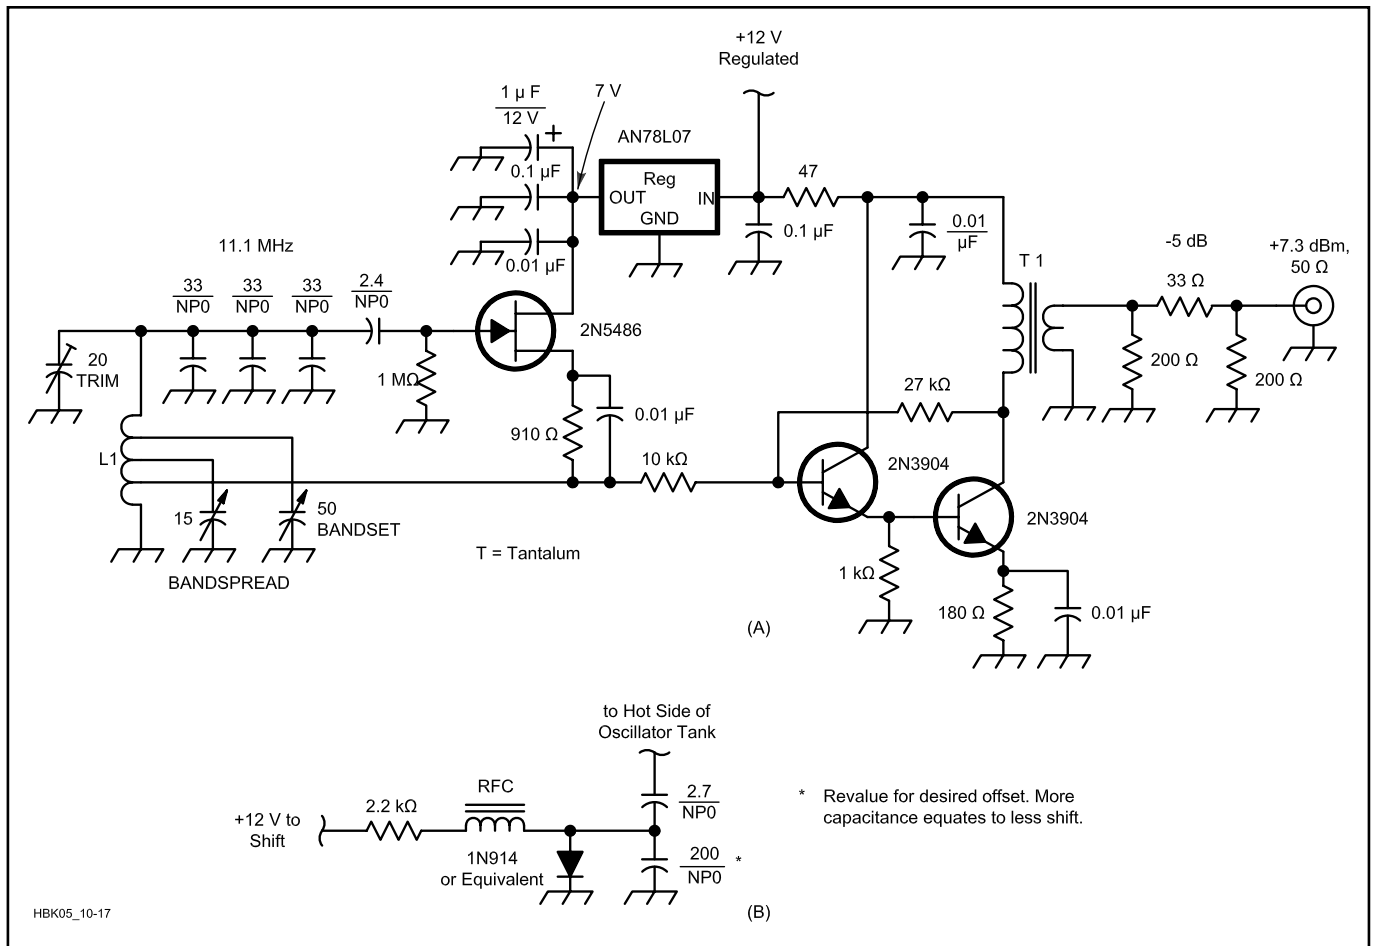 +12 V
Regulated
1 µ F
12 V
+
7 V
AN78L07
0.1 µF
Reg
OUT
IN
GND
47
0.01 µF
0.1 µF
0.01
µF
11.1 MHz
T 1
-5 dB
+7.3 dBm,
50 Ω
33 Ω
33
NP0
33
NP0
33
NP0
2.4
NP0
2N5486
20
TRIM
1 MΩ
200 Ω
200 Ω
27 kΩ
0.01 µF
910 Ω
L1
10 kΩ
2N3904
15
50
BANDSET
2N3904
T = Tantalum
BANDSPREAD
1 kΩ
180 Ω
0.01 µF
(A)
to Hot Side of
Oscillator Tank
RFC
2.7
NP0
2.2 kΩ
+12 V to
Shift
1N914
or Equivalent
200
NP0
*
* Revalue for desired offset. More
capacitance equates to less shift.
HBK05_10-17
(B)